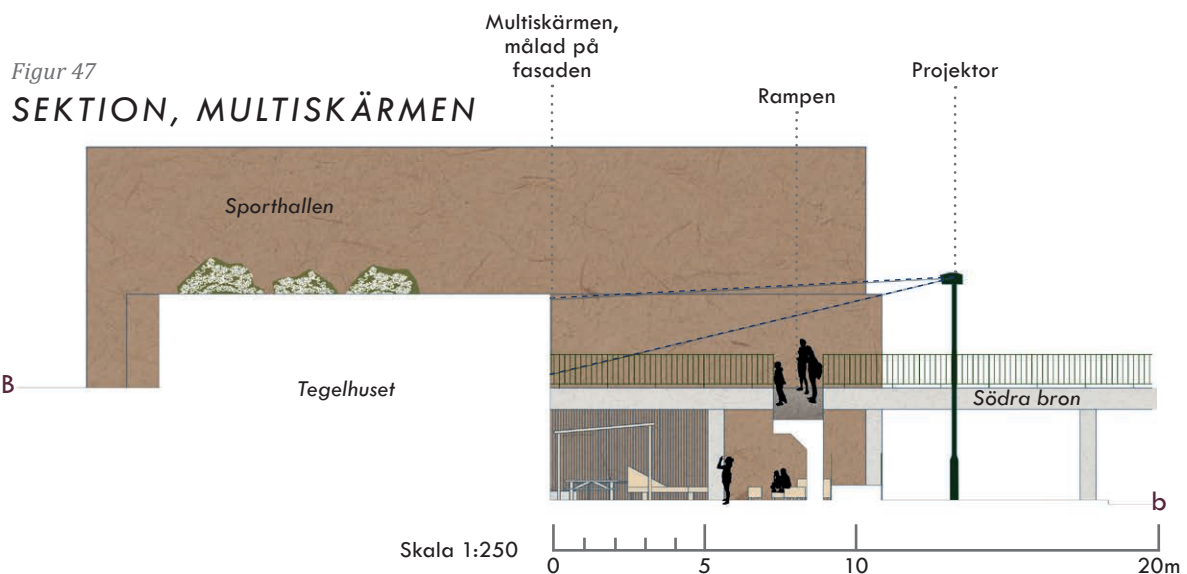 Figur 47
SEKTION, MULTISKÄRMEN
Multiskärmen,
målad på
fasaden
Rampen
Projektor
Sporthallen
Tegelhuset
Södra bron
B
b
Skala 1:250
0 5 10 20m